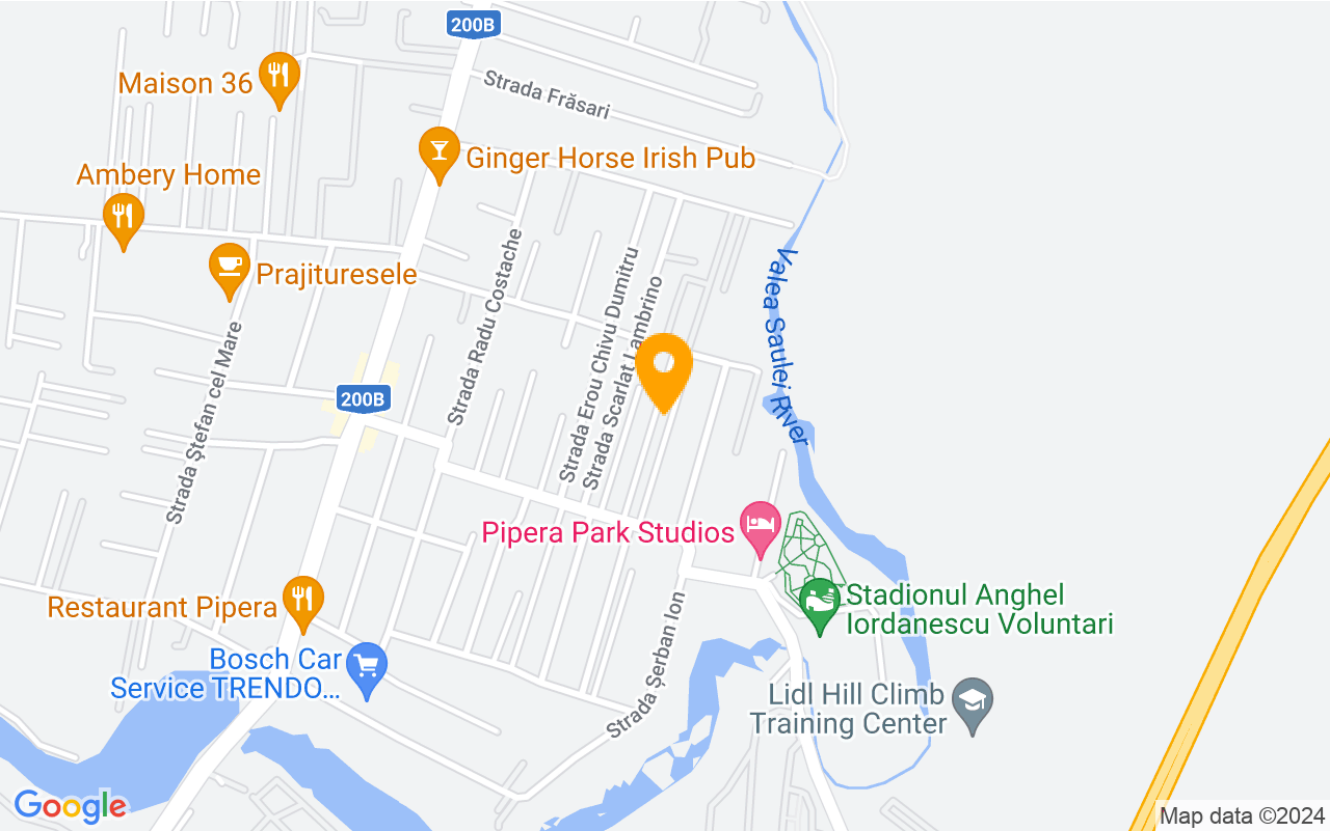 200B
Strada Frăsari
Maison 36
Ginger Horse Irish Pub
Ambery Home
Prajituresele
Strada Radu Costache
Strada Erou Chivu Dumitru
Strada Scarlat Lambrino
Valea Saulei River
Strada Ștefan cel Mare
200B
Pipera Park Studios
Stadionul Anghel
Iordanescu Voluntari
Restaurant Pipera
Strada Șerban Ion
Bosch Car
Service TRENDO...
Lidl Hill Climb
Training Center
Google
Map data ©2024